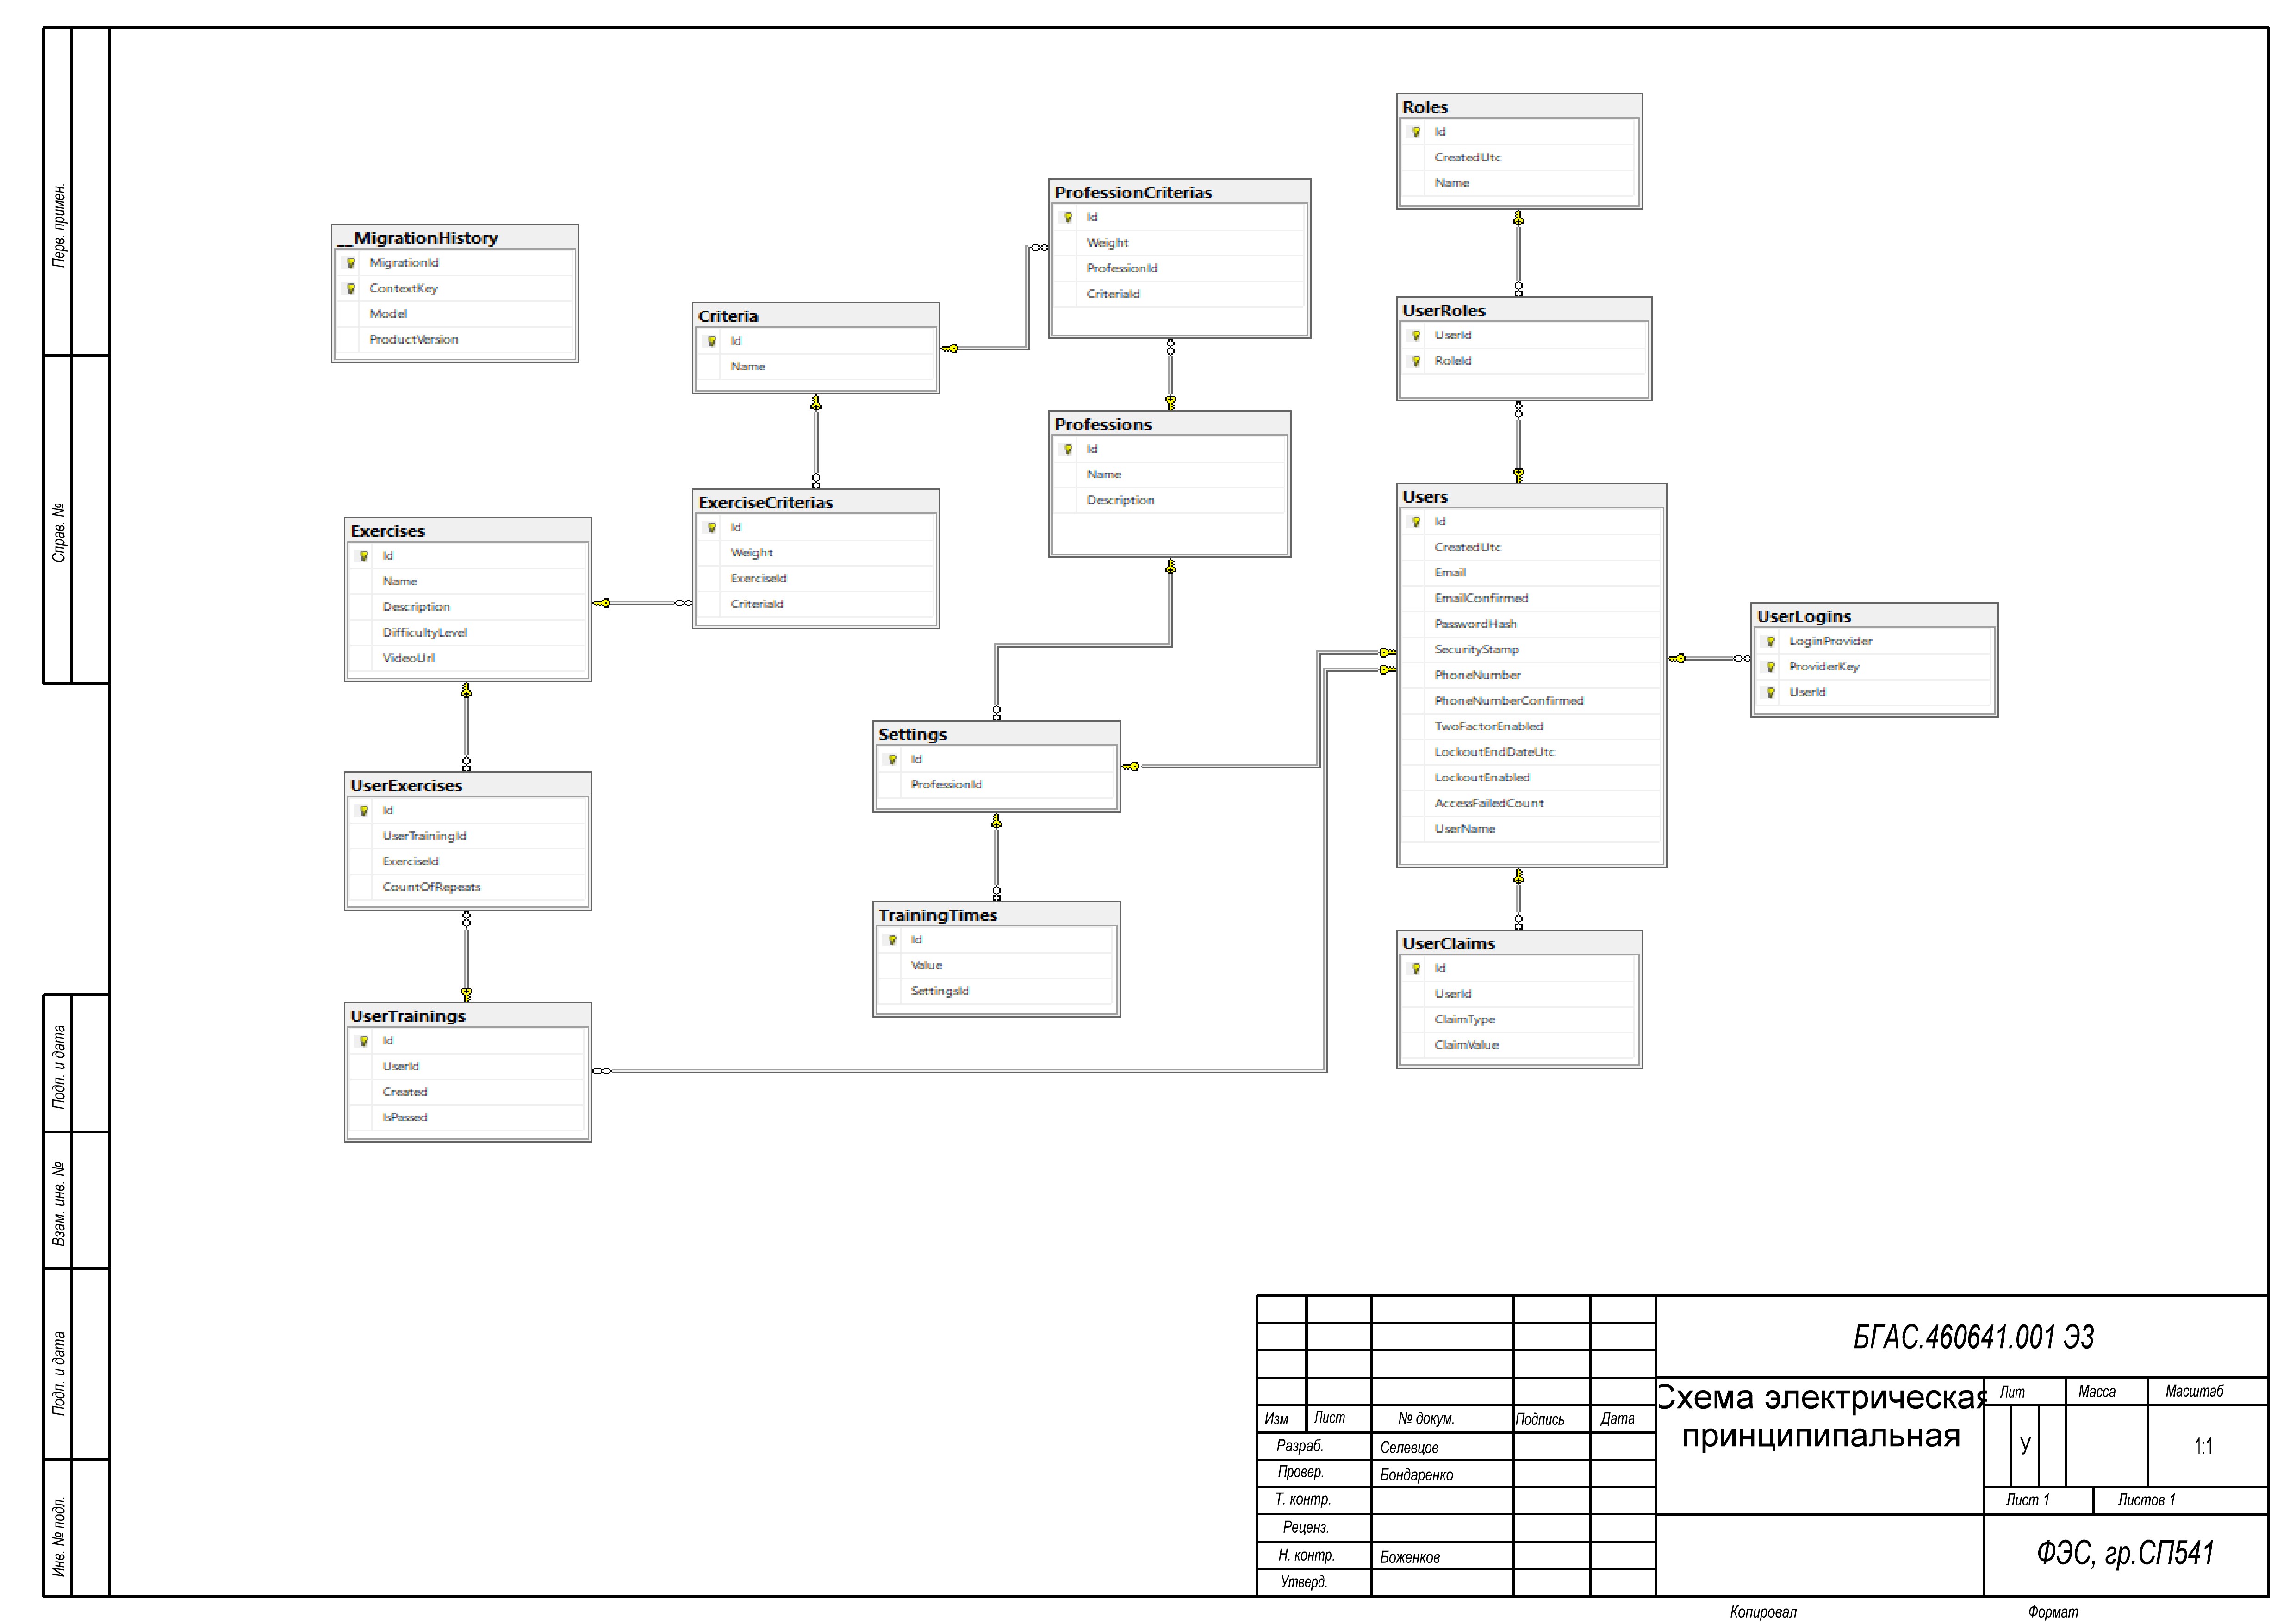 Перв. примен.
Справ. №
Подп. и дата
Взам. инв. №
Подп. и дата
Инв. № подл.
__MigrationHistory
MigrationId
ContextKey
Model
ProductVersion
Criteria
Id
Name
ProfessionCriterias
Id
Weight
ProfessionId
CriteriaId
Roles
Id
CreatedUtc
Name
UserRoles
UserId
RoleId
Professions
Id
Name
Description
Exercises
Id
Name
Description
DifficultyLevel
VideoUrl
ExerciseCriterias
Id
Weight
ExerciseId
CriteriaId
Users
Id
CreatedUtc
Email
EmailConfirmed
PasswordHash
SecurityStamp
PhoneNumber
PhoneNumberConfirmed
TwoFactorEnabled
LockoutEndDateUtc
LockoutEnabled
AccessFailedCount
UserName
UserLogins
LoginProvider
ProviderKey
UserId
Settings
Id
ProfessionId
UserExercises
Id
UserTrainingId
ExerciseId
CountOfRepeats
TrainingTimes
Id
Value
SettingsId
UserClaims
Id
UserId
ClaimType
ClaimValue
UserTrainings
Id
UserId
Created
IsPassed
БГАС.460641.001 Э3
Схема электрическая
принципипальная
Лит Масса Масштаб
У 1:1
Лист 1 Листов 1
ФЭС, гр.СП541
Изм Лист № докум. Подпись Дата
Разраб. Селевцов
Провер. Бондаренко
Т. контр.
Реценз.
Н. контр. Боженков
Утверд.
Копировал Формат